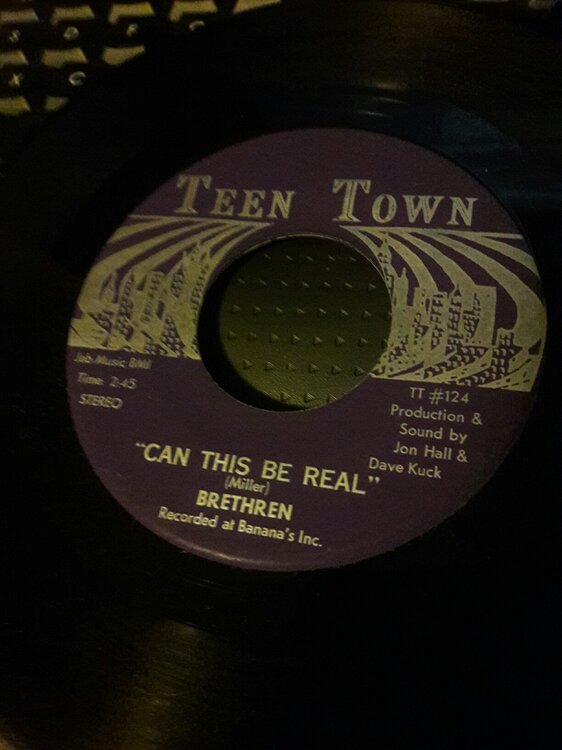 TEEN TOWN
Job Music BMI
Time 2:45
STEREO
TT #124
Production &
Sound by
Jon Hall &
Dave Kuck
"CAN THIS BE REAL"
(Miller)
BRETHREN
Recorded at Banana's Inc.